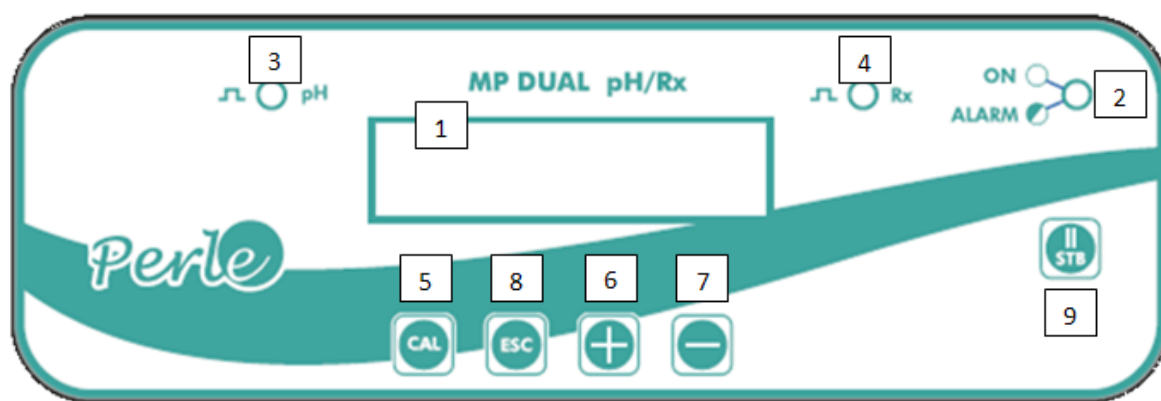 3 4
pH MP DUAL pH/Rx Rx ON 2
ALARM
1
Perle
II
STB
5 8 6 7 9
CAL ESC + −